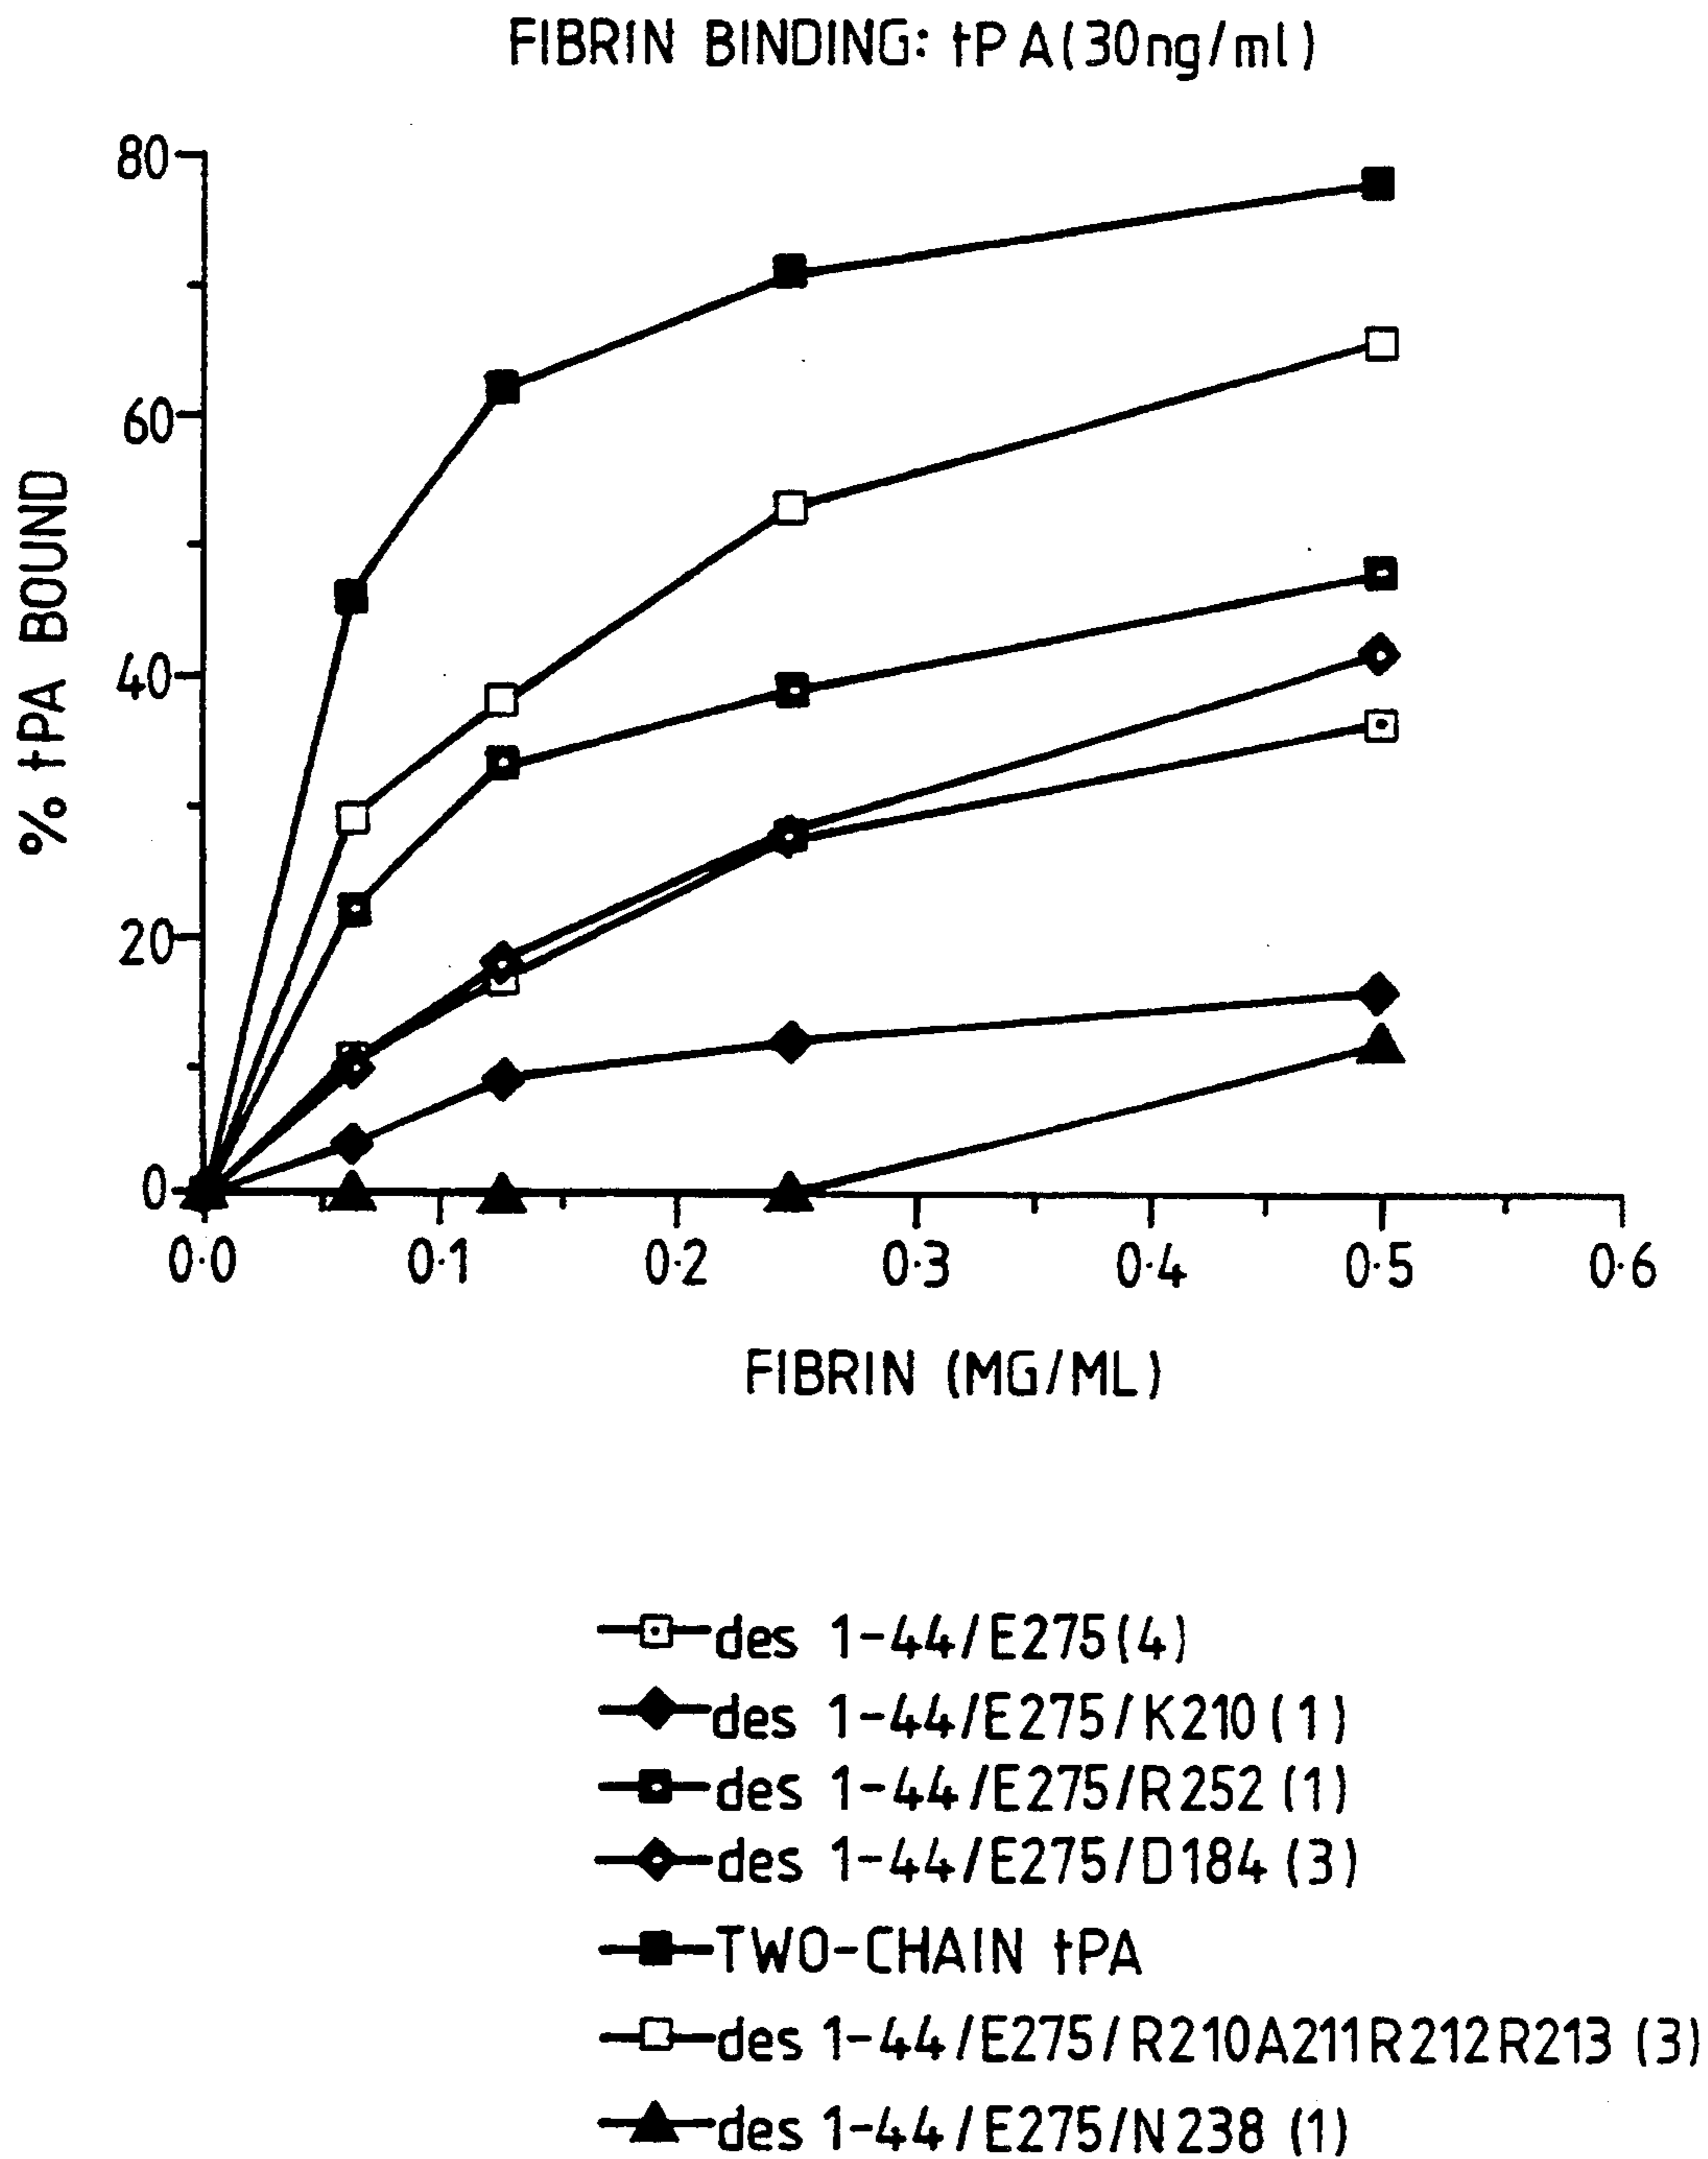 FIBRIN BINDING: tPA(30ng/ml)
80
60
40
20
0
% tPA BOUND
0.0 0.1 0.2 0.3 0.4 0.5 0.6
FIBRIN (MG/ML)
des 1-44/E275(4)
des 1-44/E275/K210(1)
des 1-44/E275/R252(1)
des 1-44/E275/D184(3)
TWO-CHAIN tPA
des 1-44/E275/R210A211R212R213 (3)
des 1-44/E275/N238 (1)